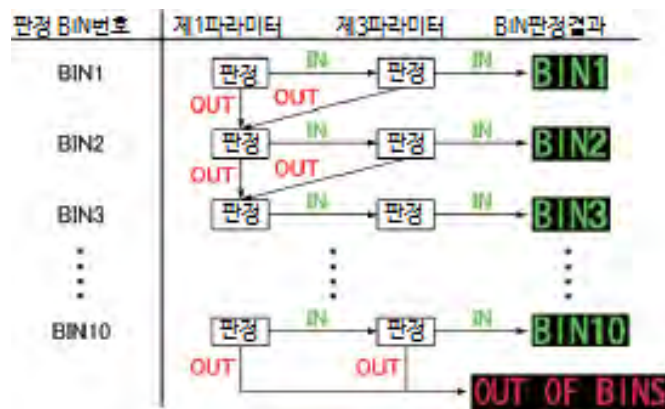 판정 BIN번호 제1파라미터 제3파라미터 BIN판정결과
BIN1 판정 IN 판정 IN BIN1
OUT OUT
BIN2 판정 IN 판정 IN BIN2
OUT OUT
BIN3 판정 IN 판정 IN BIN3
BIN10 판정 IN 판정 IN BIN10
OUT OUT
OUT OF BINS